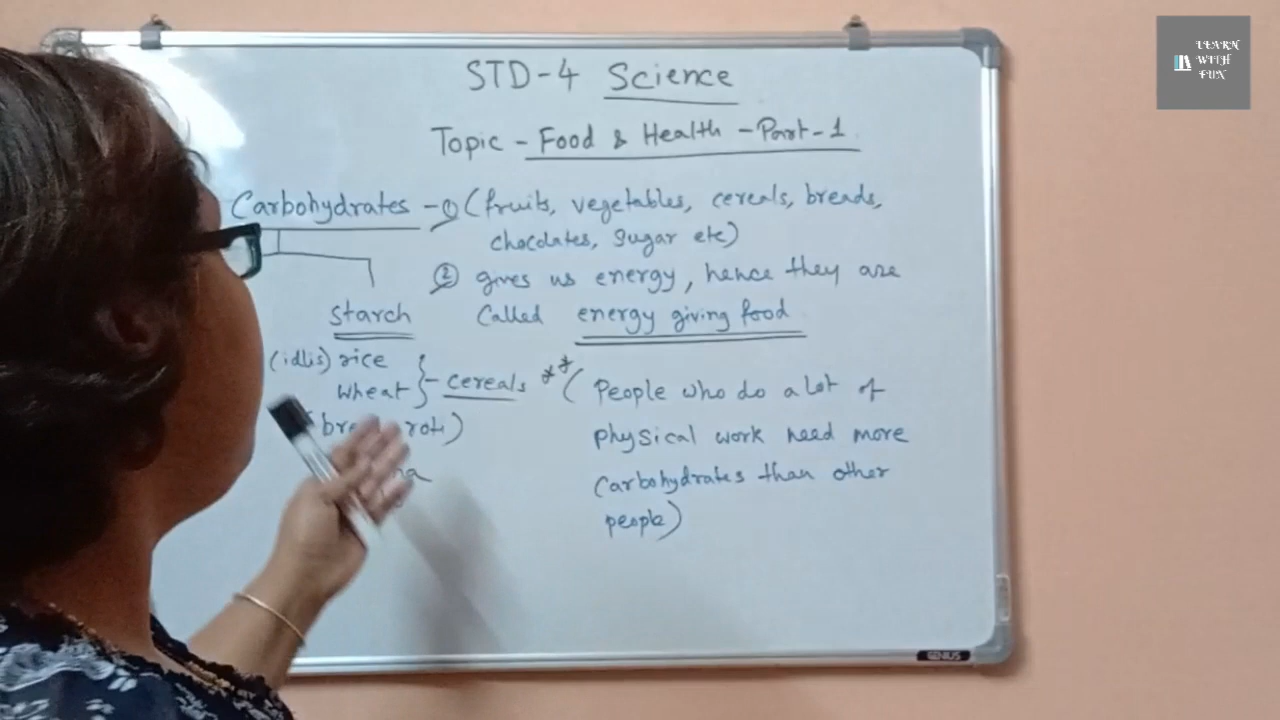 STD-4 Science
Topic - Food & Health - Part-1
Carbohydrates - ① (fruits, vegetables, cereals, breads,
chocolates, Sugar etc)
② gives us energy, hence they are
Called energy giving food
Starch
(idlis) rice
wheat } - cereals
roti)
** ( People who do a lot of
physical work need more
Carbohydrates than other
people)
LEARN
WITH
FUN
GENIUS